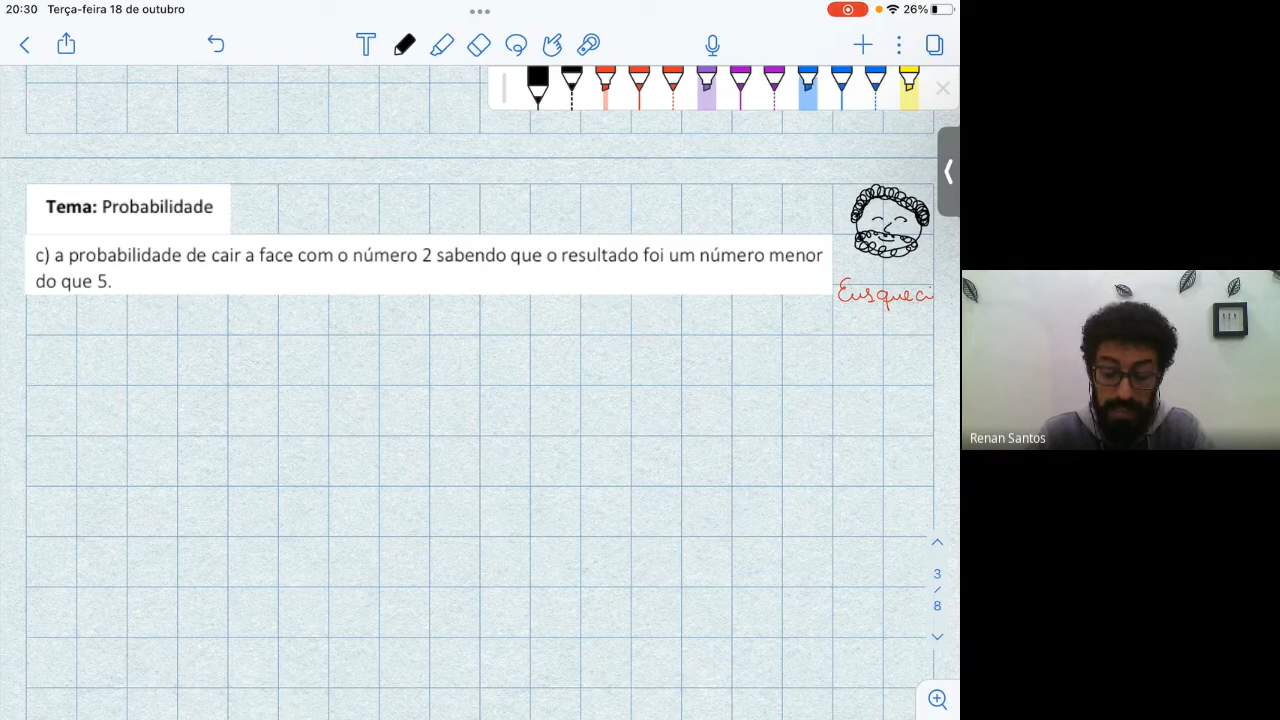 20:30 Terça-feira 18 de outubro
26%
Tema: Probabilidade
c) a probabilidade de cair a face com o número 2 sabendo que o resultado foi um número menor
do que 5.
Eusqueci
Renan Santos
3
/
8